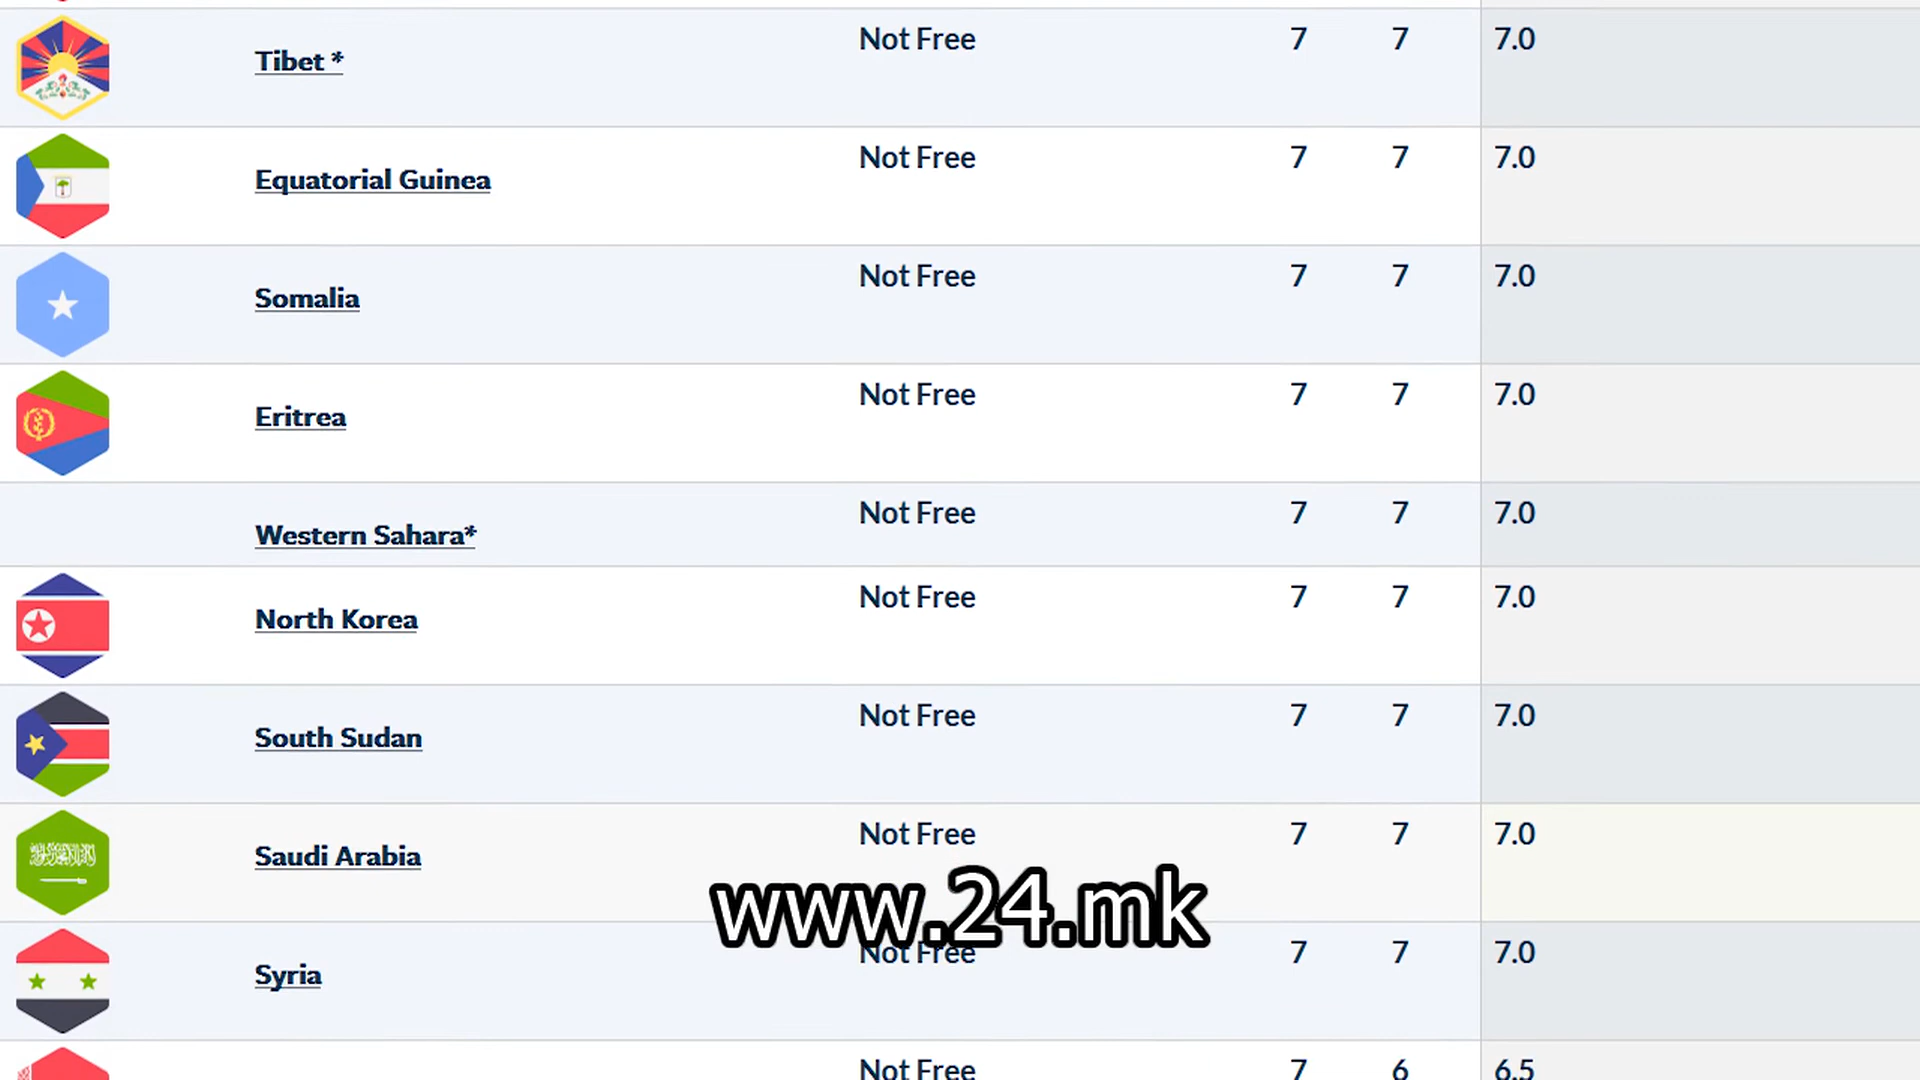 Tibet * Not Free 7 7 7.0
Equatorial Guinea Not Free 7 7 7.0
Somalia Not Free 7 7 7.0
Eritrea Not Free 7 7 7.0
Western Sahara* Not Free 7 7 7.0
North Korea Not Free 7 7 7.0
South Sudan Not Free 7 7 7.0
Saudi Arabia Not Free 7 7 7.0
www.24.mk
Syria Not Free 7 7 7.0
Not Free 7 6 6.5